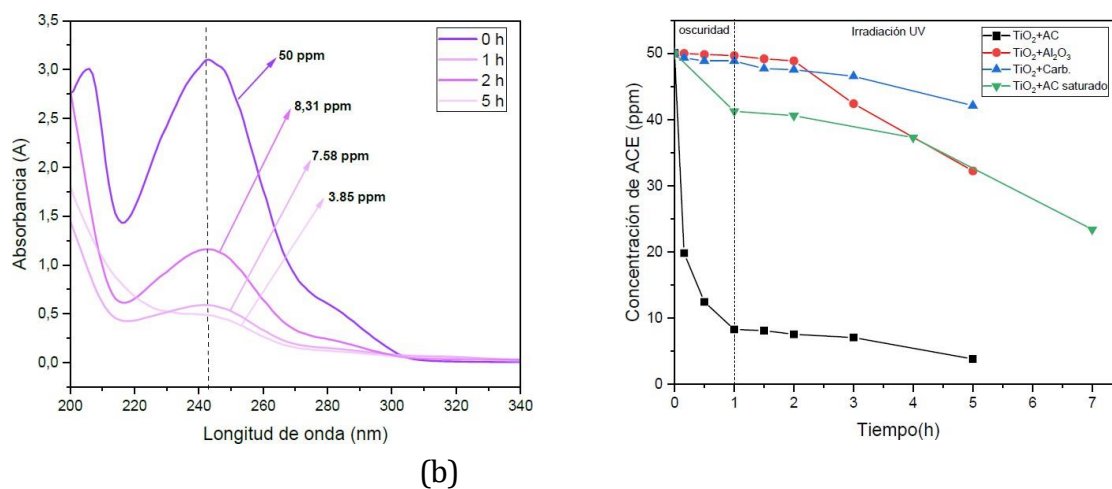 3,5
3,0
2,5
2,0
1,5
1,0
0,5
0,0
Absorbancia (A)
200 220 240 260 280 300 320 340
Longitud de onda (nm)
0 h
1 h
2 h
5 h
50 ppm
8,31 ppm
7.58 ppm
3.85 ppm
(b)
oscuridad
Irradiación UV
TiO₂+AC
TiO₂+Al₂O₃
TiO₂+Carb.
TiO₂+AC saturado
50
40
30
20
10
0
Concentración de ACE (ppm)
0 1 2 3 4 5 6 7
Tiempo(h)